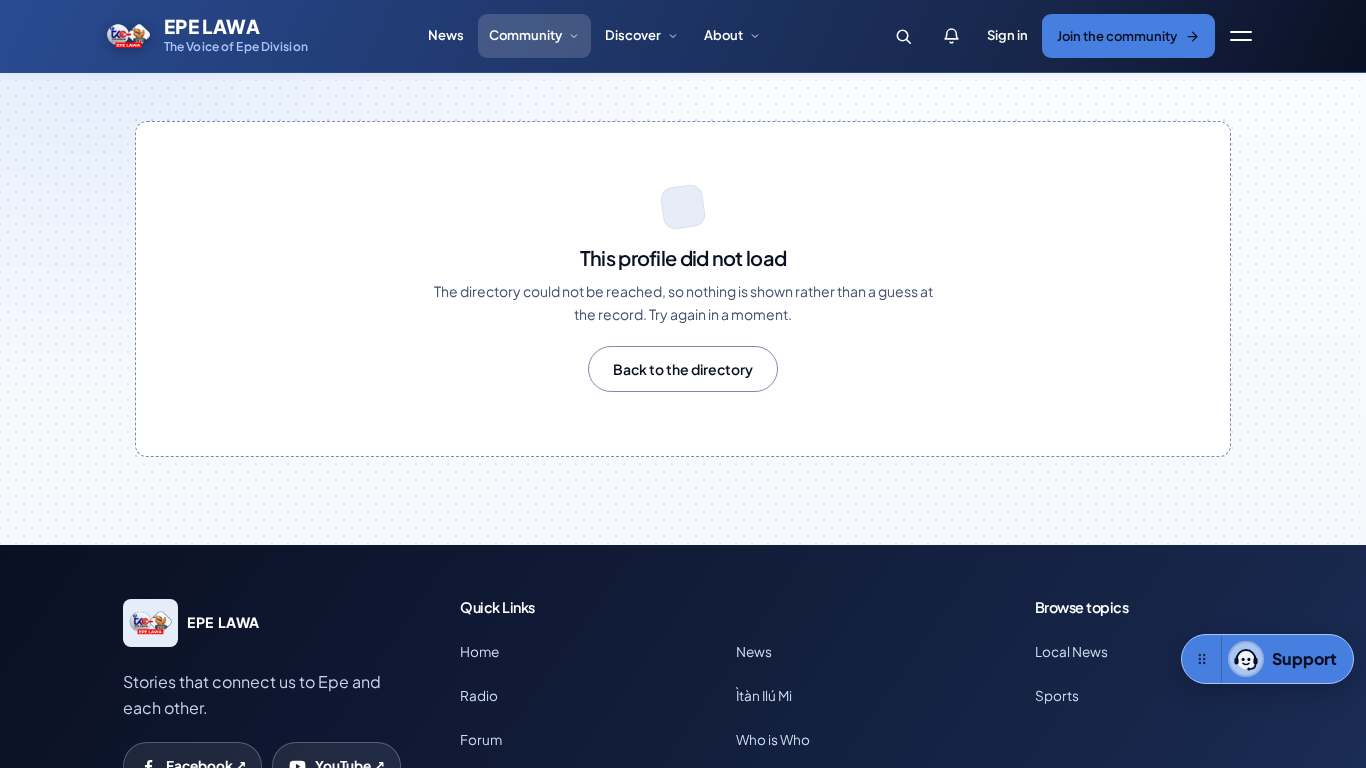 EPE LAWA
The Voice of Epe Division
News
Community
Discover
About
Sign in
Join the community
This profile did not load
The directory could not be reached, so nothing is shown rather than a guess at
the record. Try again in a moment.
Back to the directory
EPE LAWA
EPE LAWA
Stories that connect us to Epe and
each other.
Facebook ↗
YouTube ↗
Quick Links
Home
News
Radio
Ìtàn Ilú Mi
Forum
Who is Who
Browse topics
Local News
Sports
Support